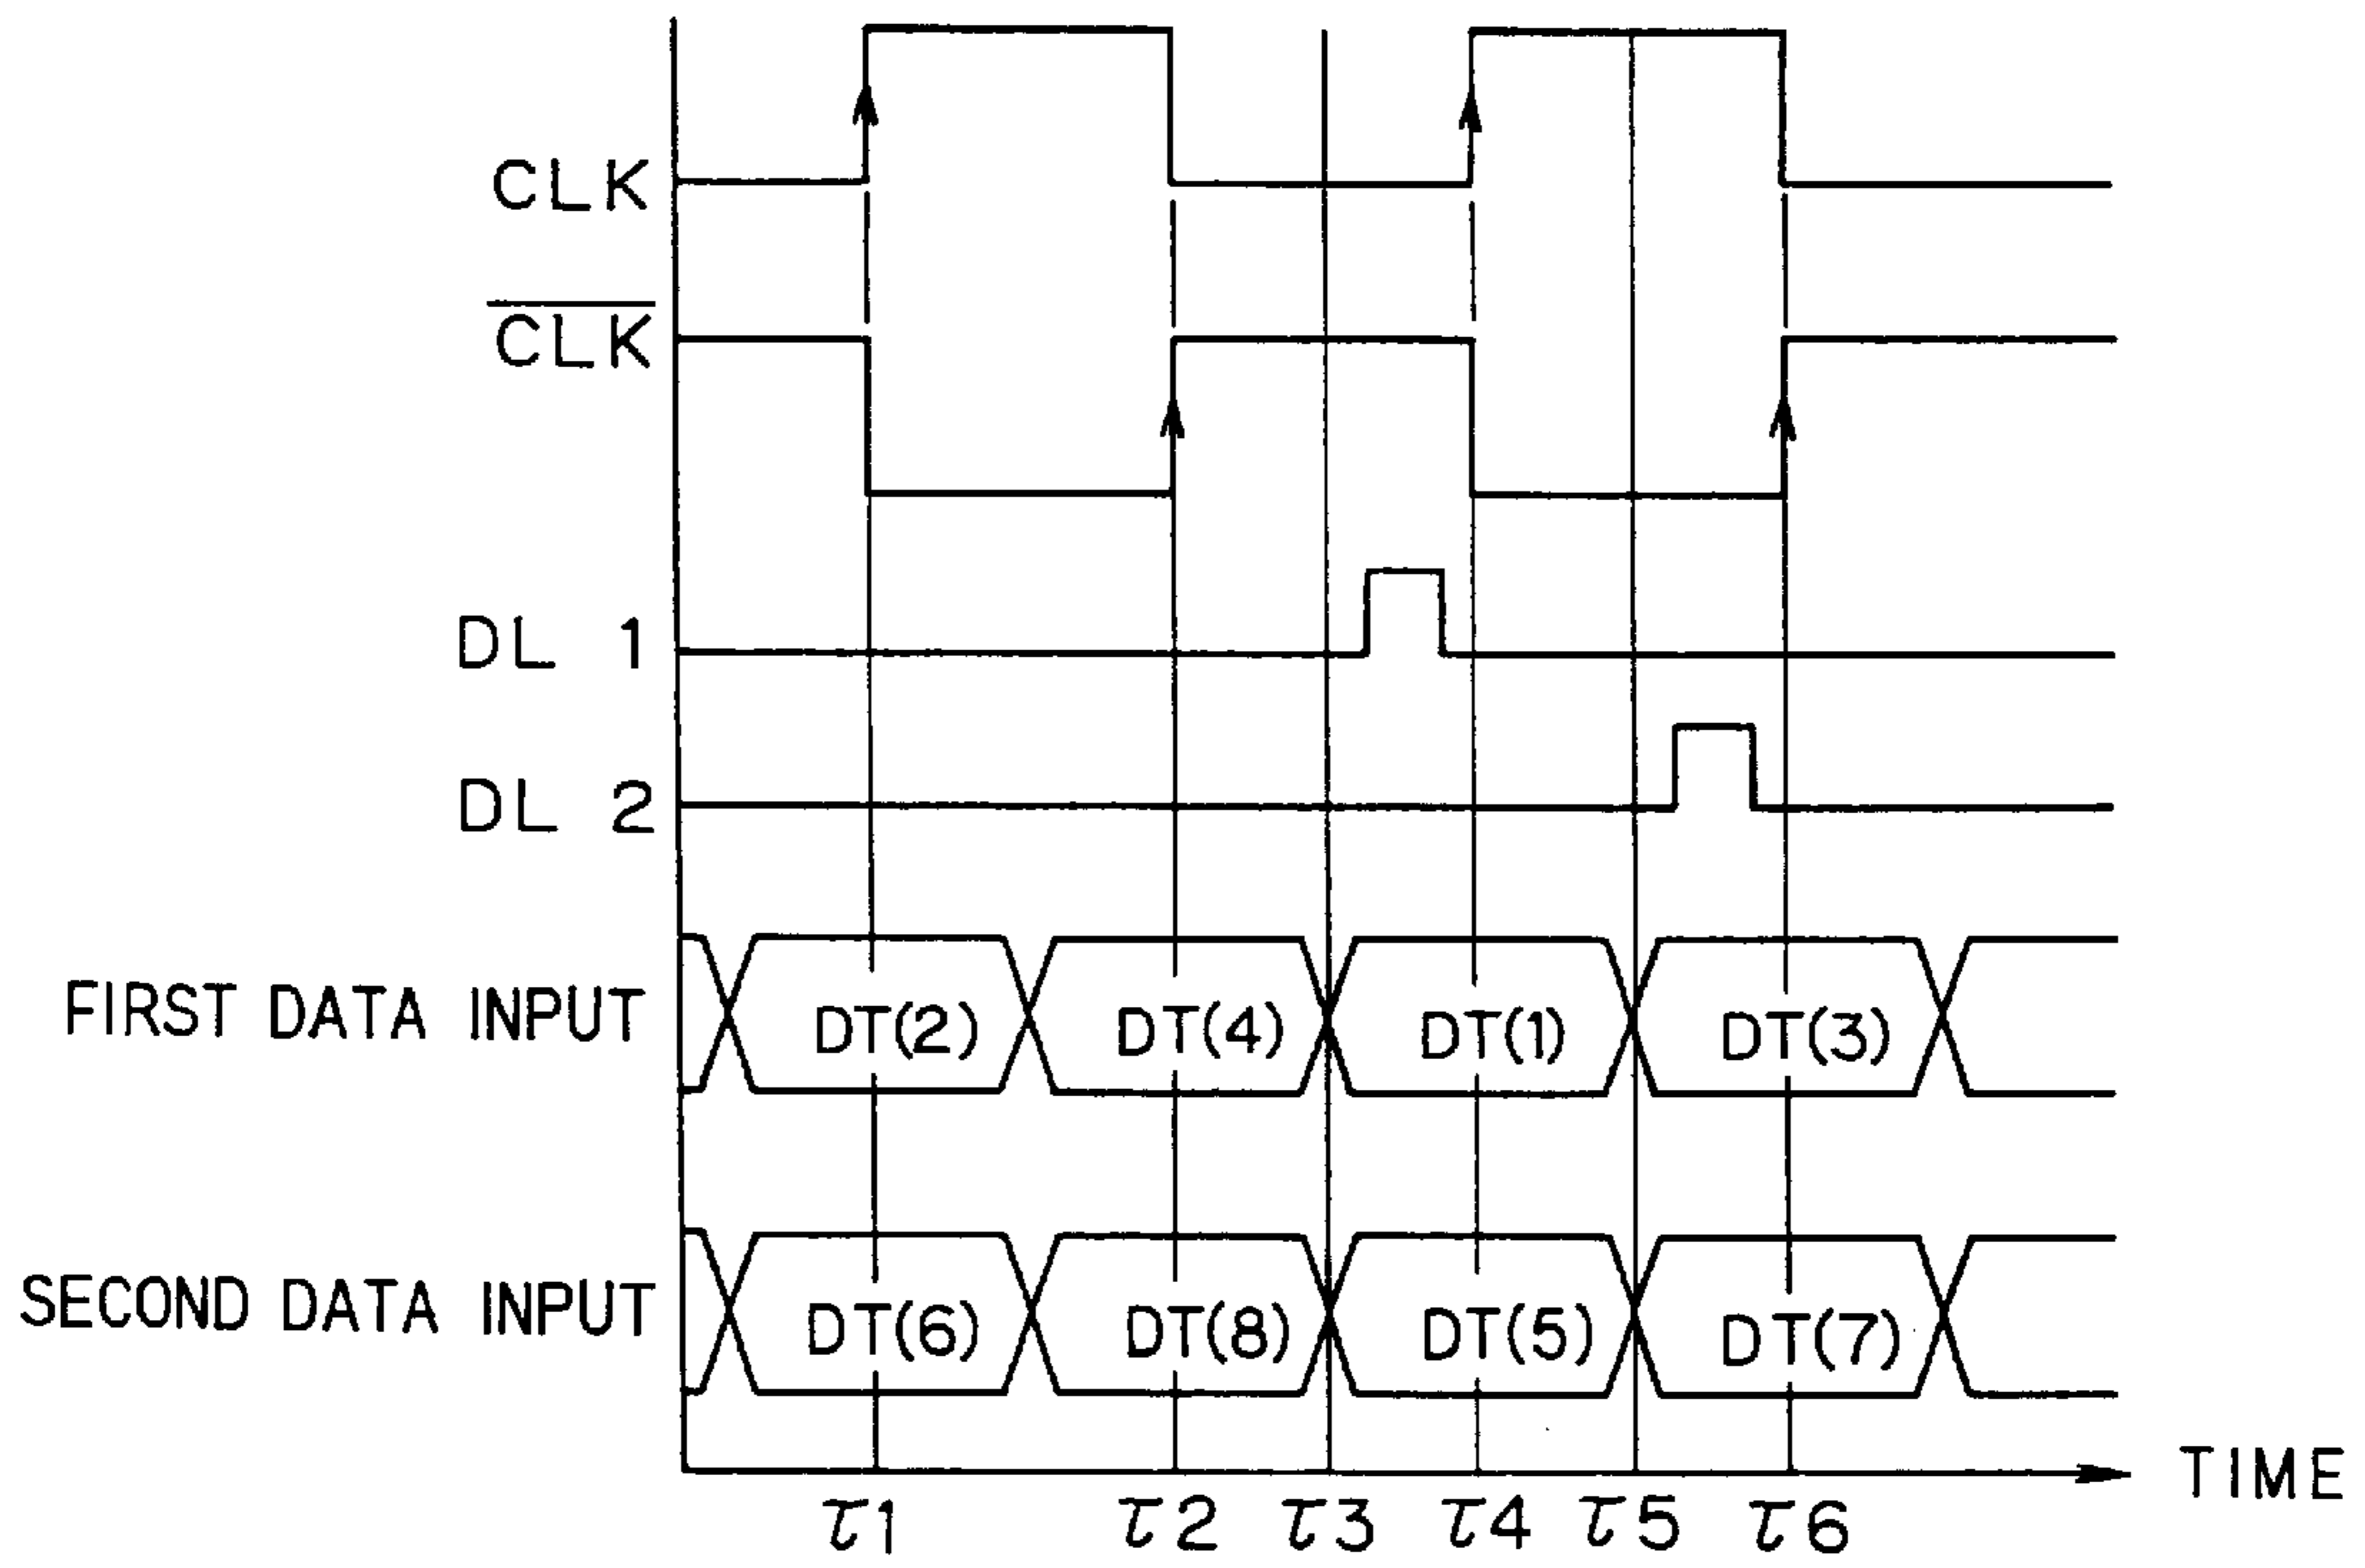 CLK
C̅L̅K̅
DL 1
DL 2
FIRST DATA INPUT DT(2) DT(4) DT(1) DT(3)
SECOND DATA INPUT DT(6) DT(8) DT(5) DT(7)
TIME
τ1 τ2 τ3 τ4 τ5 τ6